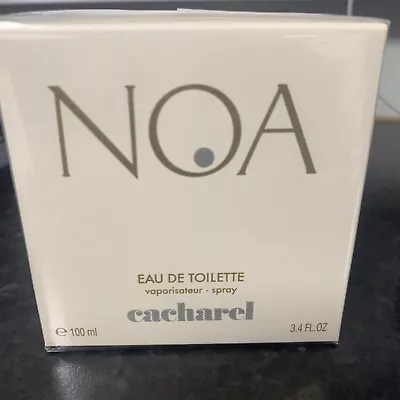 NOA
EAU DE TOILETTE
vaporisateur - spray
℮ 100 ml cacharel 3.4 FL.OZ